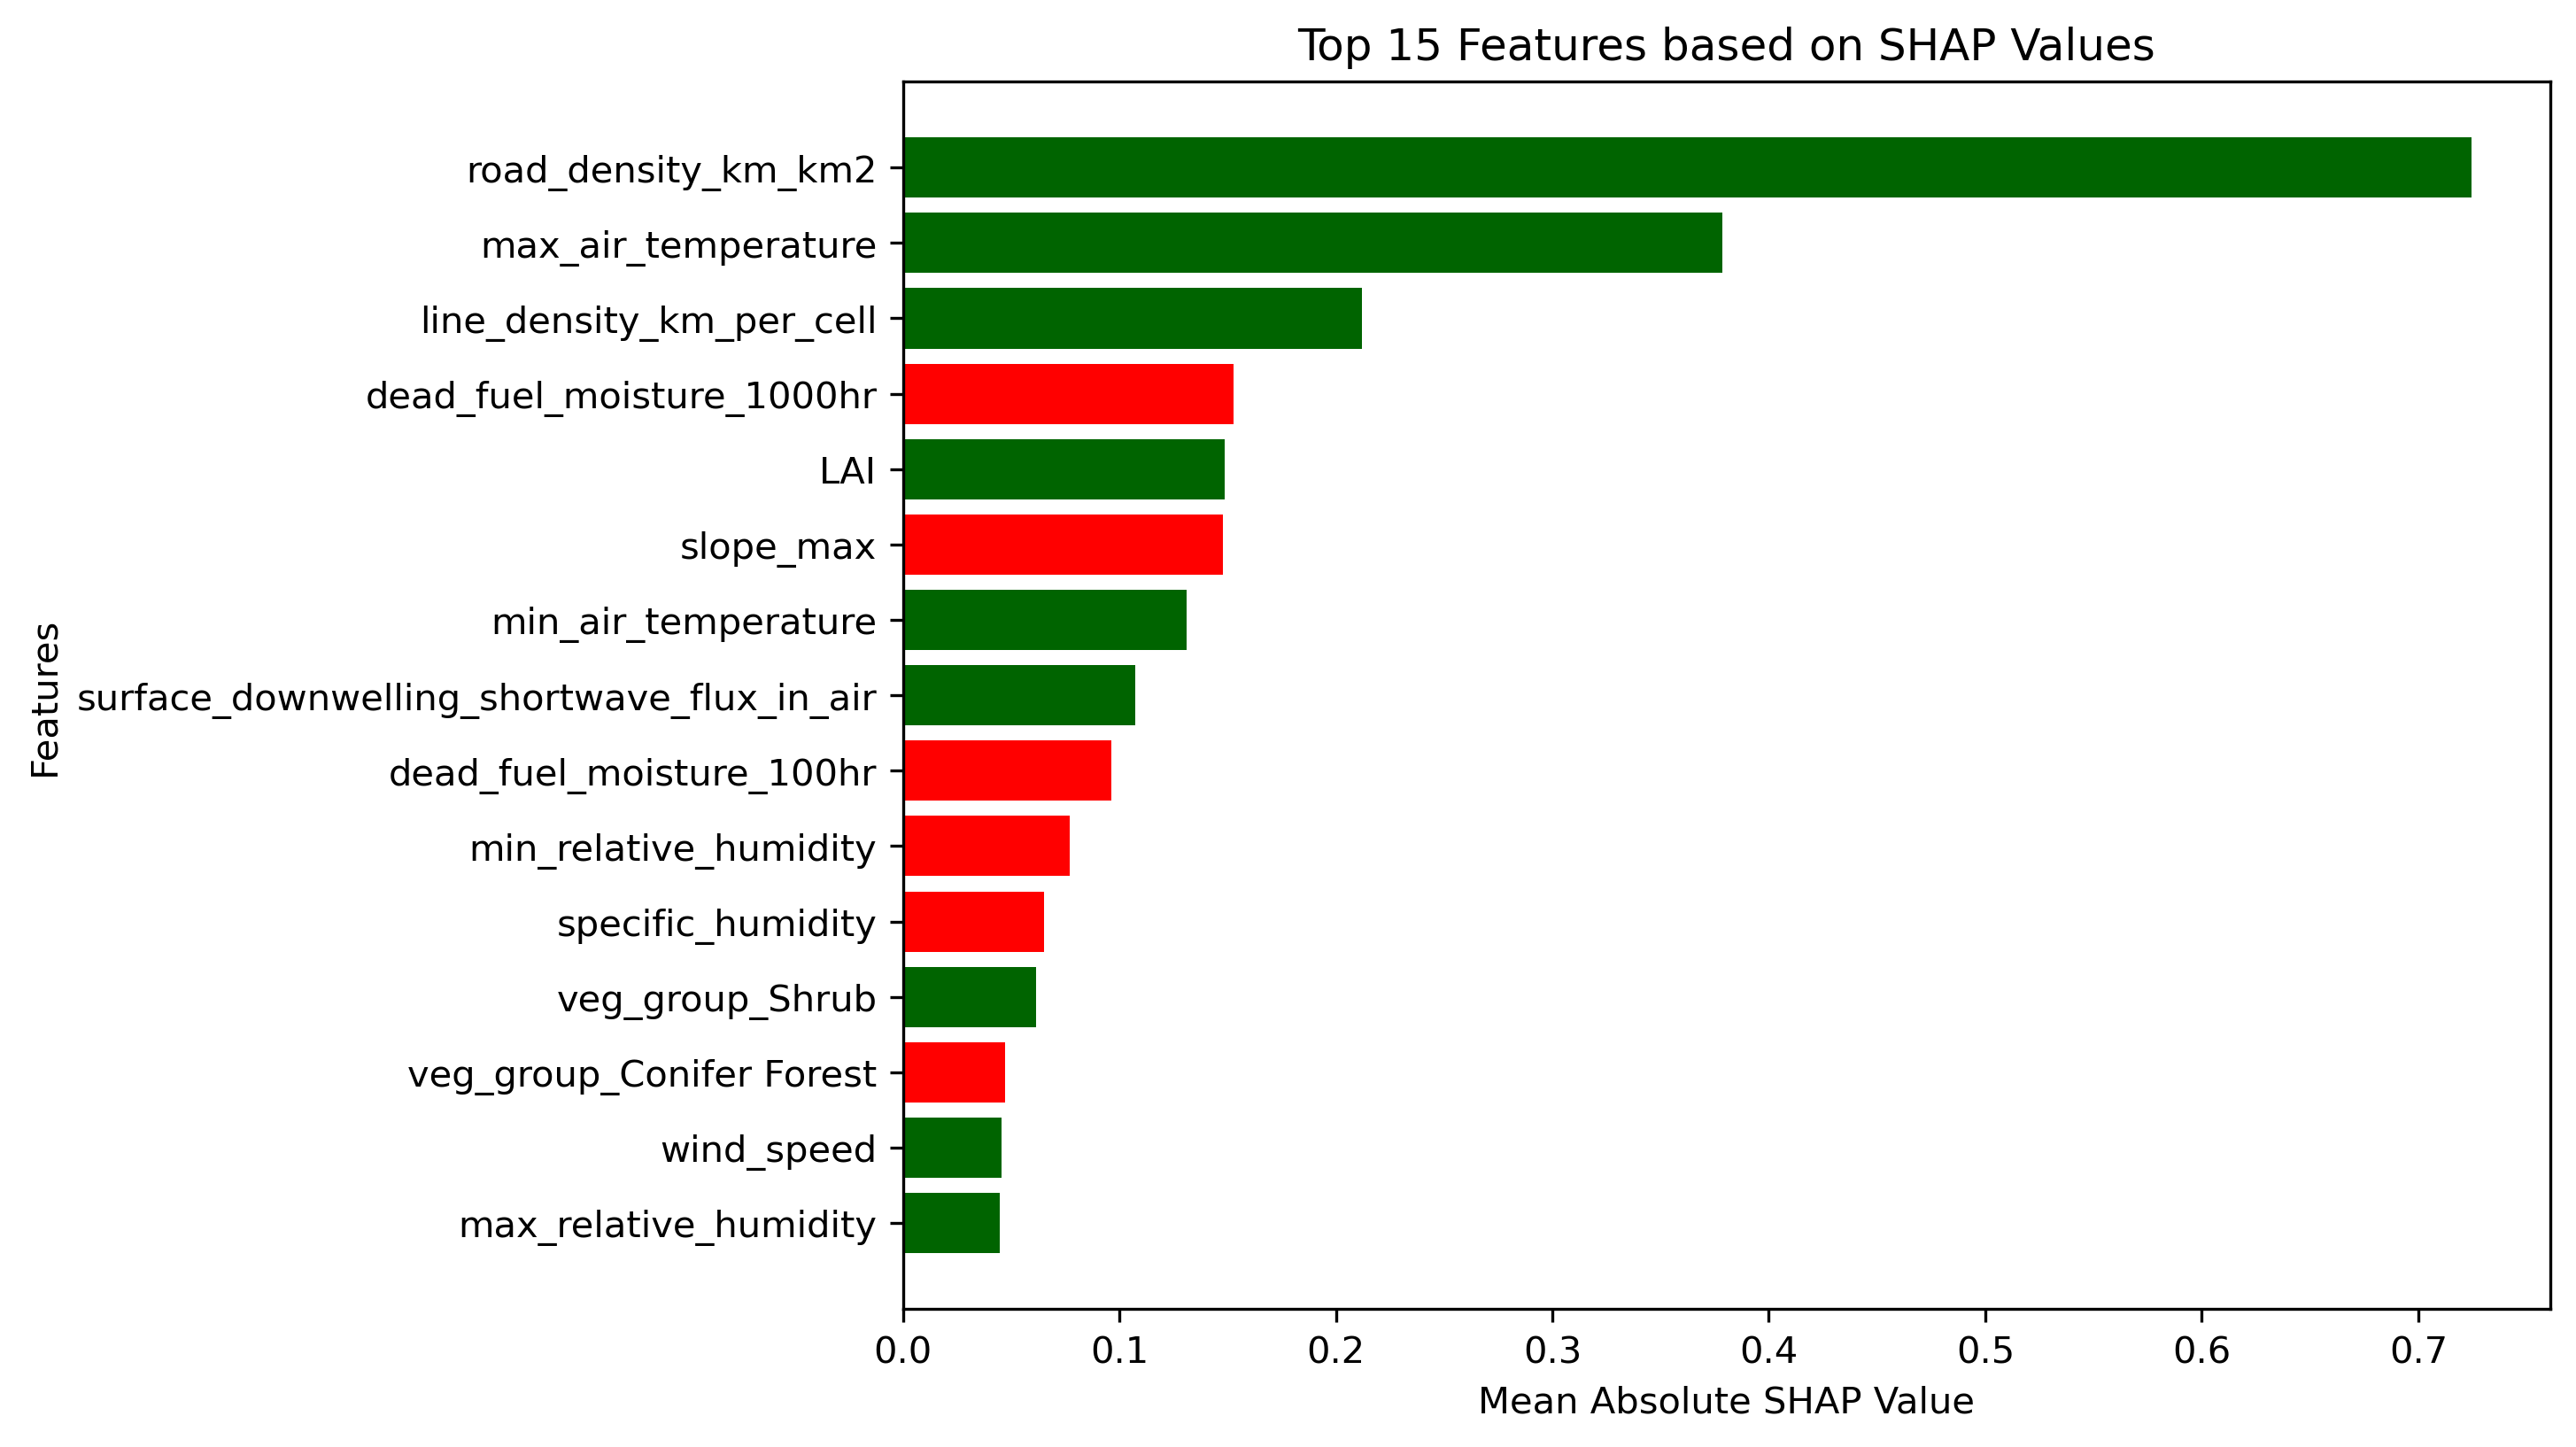 Top 15 Features based on SHAP Values
Features
road_density_km_km2
max_air_temperature
line_density_km_per_cell
dead_fuel_moisture_1000hr
LAI
slope_max
min_air_temperature
surface_downwelling_shortwave_flux_in_air
dead_fuel_moisture_100hr
min_relative_humidity
specific_humidity
veg_group_Shrub
veg_group_Conifer Forest
wind_speed
max_relative_humidity
0.0 0.1 0.2 0.3 0.4 0.5 0.6 0.7
Mean Absolute SHAP Value